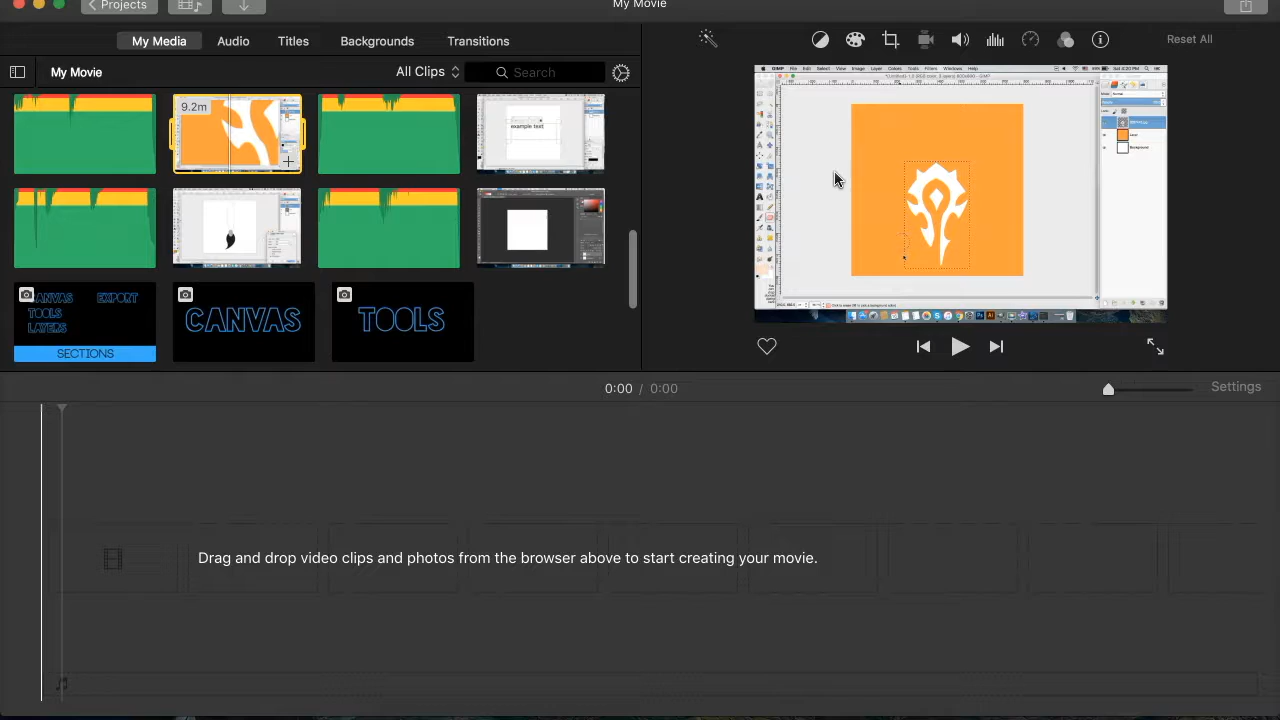 Projects
My Movie
My Media
Audio
Titles
Backgrounds
Transitions
Reset All
My Movie
All Clips
Search
9.2m
example text
CANVAS
EXPORT
TOOLS
LAYERS
SECTIONS
CANVAS
TOOLS
0:00 / 0:00
Settings
Drag and drop video clips and photos from the browser above to start creating your movie.